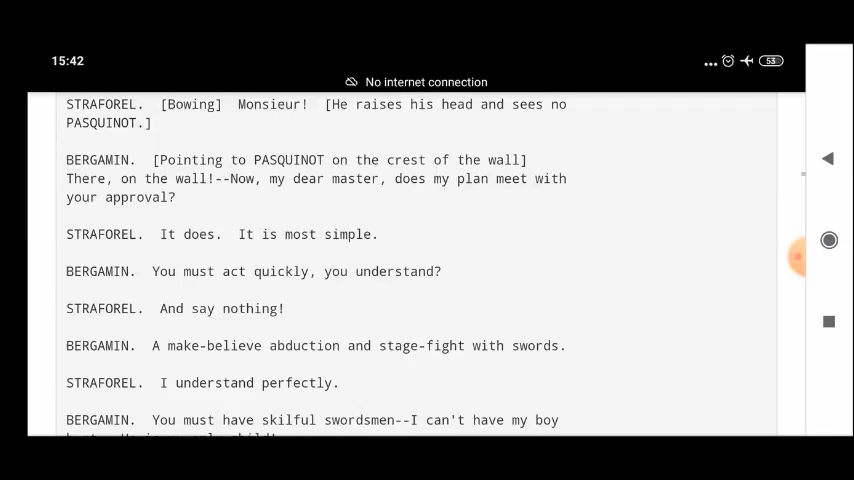 15:42
53
No internet connection
STRAFOREL. [Bowing] Monsieur! [He raises his head and sees no
PASQUINOT.]
BERGAMIN. [Pointing to PASQUINOT on the crest of the wall]
There, on the wall!--Now, my dear master, does my plan meet with
your approval?
STRAFOREL. It does. It is most simple.
BERGAMIN. You must act quickly, you understand?
STRAFOREL. And say nothing!
BERGAMIN. A make-believe abduction and stage-fight with swords.
STRAFOREL. I understand perfectly.
BERGAMIN. You must have skilful swordsmen--I can't have my boy